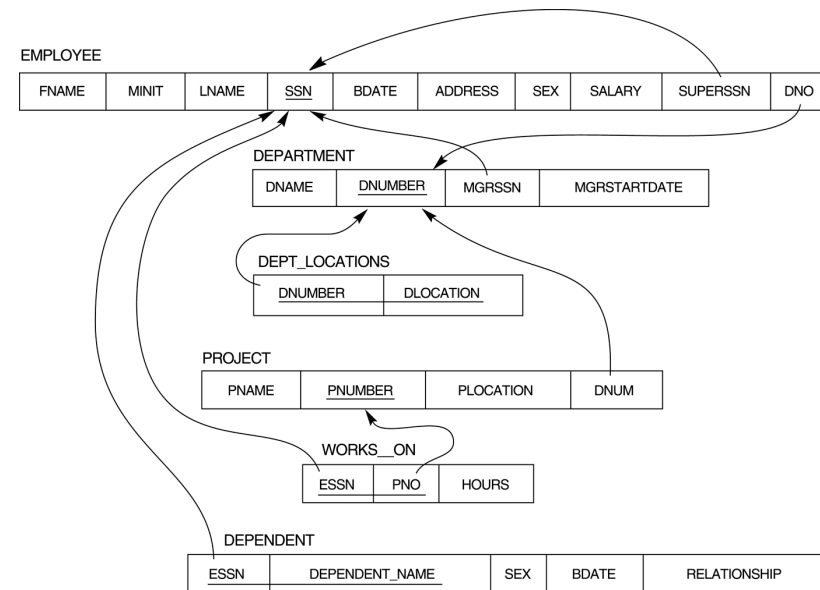 EMPLOYEE
FNAME MINIT LNAME SSN BDATE ADDRESS SEX SALARY SUPERSSN DNO
DEPARTMENT
DNAME DNUMBER MGRSSN MGRSTARTDATE
DEPT_LOCATIONS
DNUMBER DLOCATION
PROJECT
PNAME PNUMBER PLOCATION DNUM
WORKS__ON
ESSN PNO HOURS
DEPENDENT
ESSN DEPENDENT_NAME SEX BDATE RELATIONSHIP